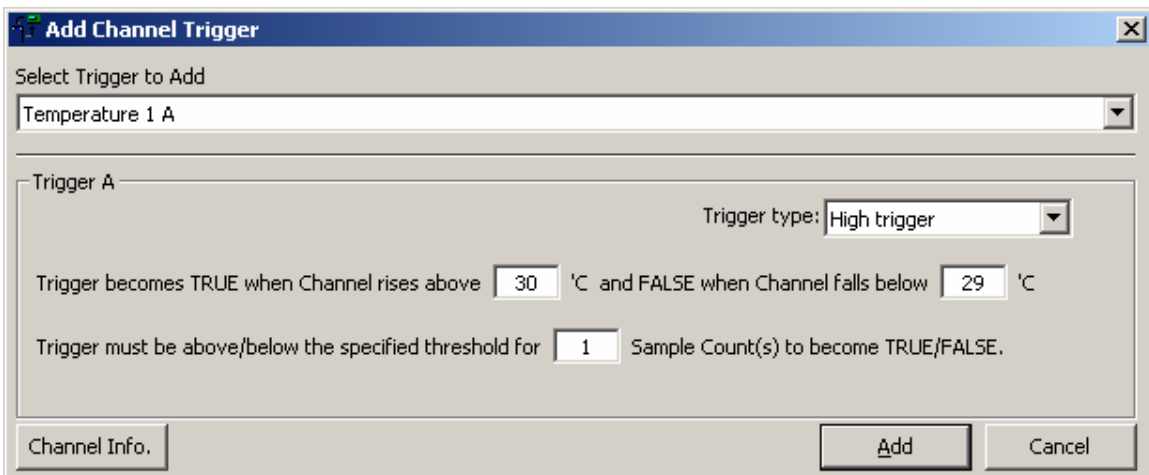 Add Channel Trigger
Select Trigger to Add
Temperature 1 A
Trigger A
Trigger type: High trigger
Trigger becomes TRUE when Channel rises above 30 'C and FALSE when Channel falls below 29 'C
Trigger must be above/below the specified threshold for 1 Sample Count(s) to become TRUE/FALSE.
Channel Info. Add Cancel